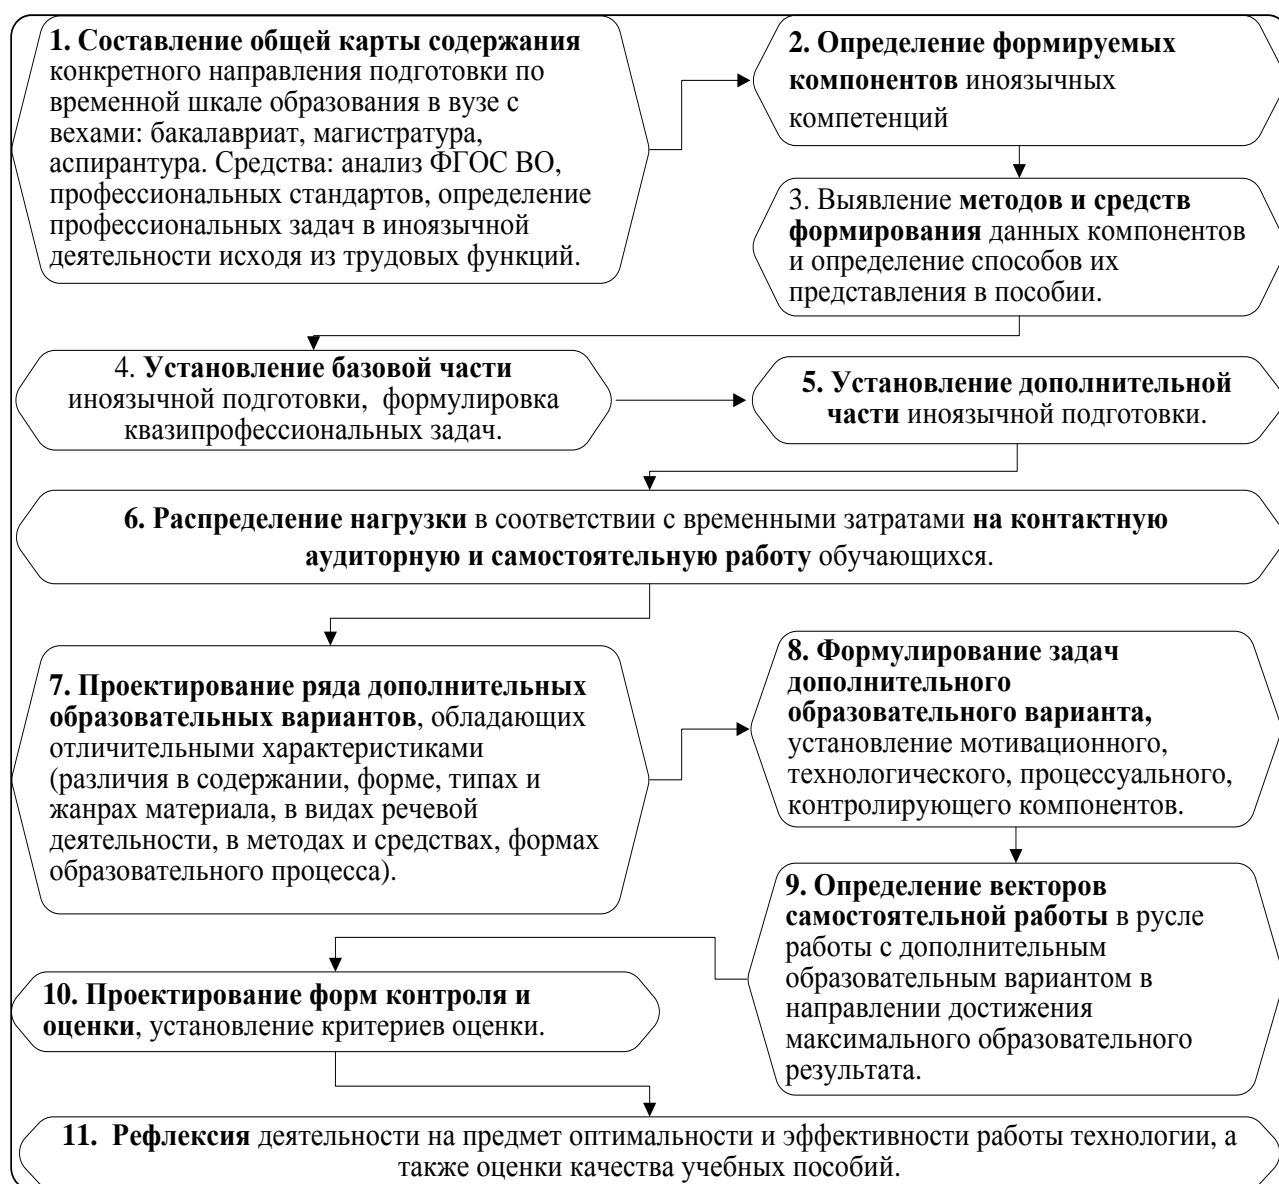 1. Составление общей карты содержания
конкретного направления подготовки по
временной шкале образования в вузе с
вехами: бакалавриат, магистратура,
аспирантура. Средства: анализ ФГОС ВО,
профессиональных стандартов, определение
профессиональных задач в иноязычной
деятельности исходя из трудовых функций.
2. Определение формируемых
компонентов иноязычных
компетенций
3. Выявление методов и средств
формирования данных компонентов
и определение способов их
представления в пособии.
4. Установление базовой части
иноязычной подготовки, формулировка
квазипрофессиональных задач.
5. Установление дополнительной
части иноязычной подготовки.
6. Распределение нагрузки в соответствии с временными затратами на контактную
аудиторную и самостоятельную работу обучающихся.
7. Проектирование ряда дополнительных
образовательных вариантов, обладающих
отличительными характеристиками
(различия в содержании, форме, типах и
жанрах материала, в видах речевой
деятельности, в методах и средствах, формах
образовательного процесса).
8. Формулирование задач
дополнительного
образовательного варианта,
установление мотивационного,
технологического, процессуального,
контролирующего компонентов.
9. Определение векторов
самостоятельной работы в русле
работы с дополнительным
образовательным вариантом в
направлении достижения
максимального образовательного
результата.
10. Проектирование форм контроля и
оценки, установление критериев оценки.
11. Рефлексия деятельности на предмет оптимальности и эффективности работы технологии, а
также оценки качества учебных пособий.